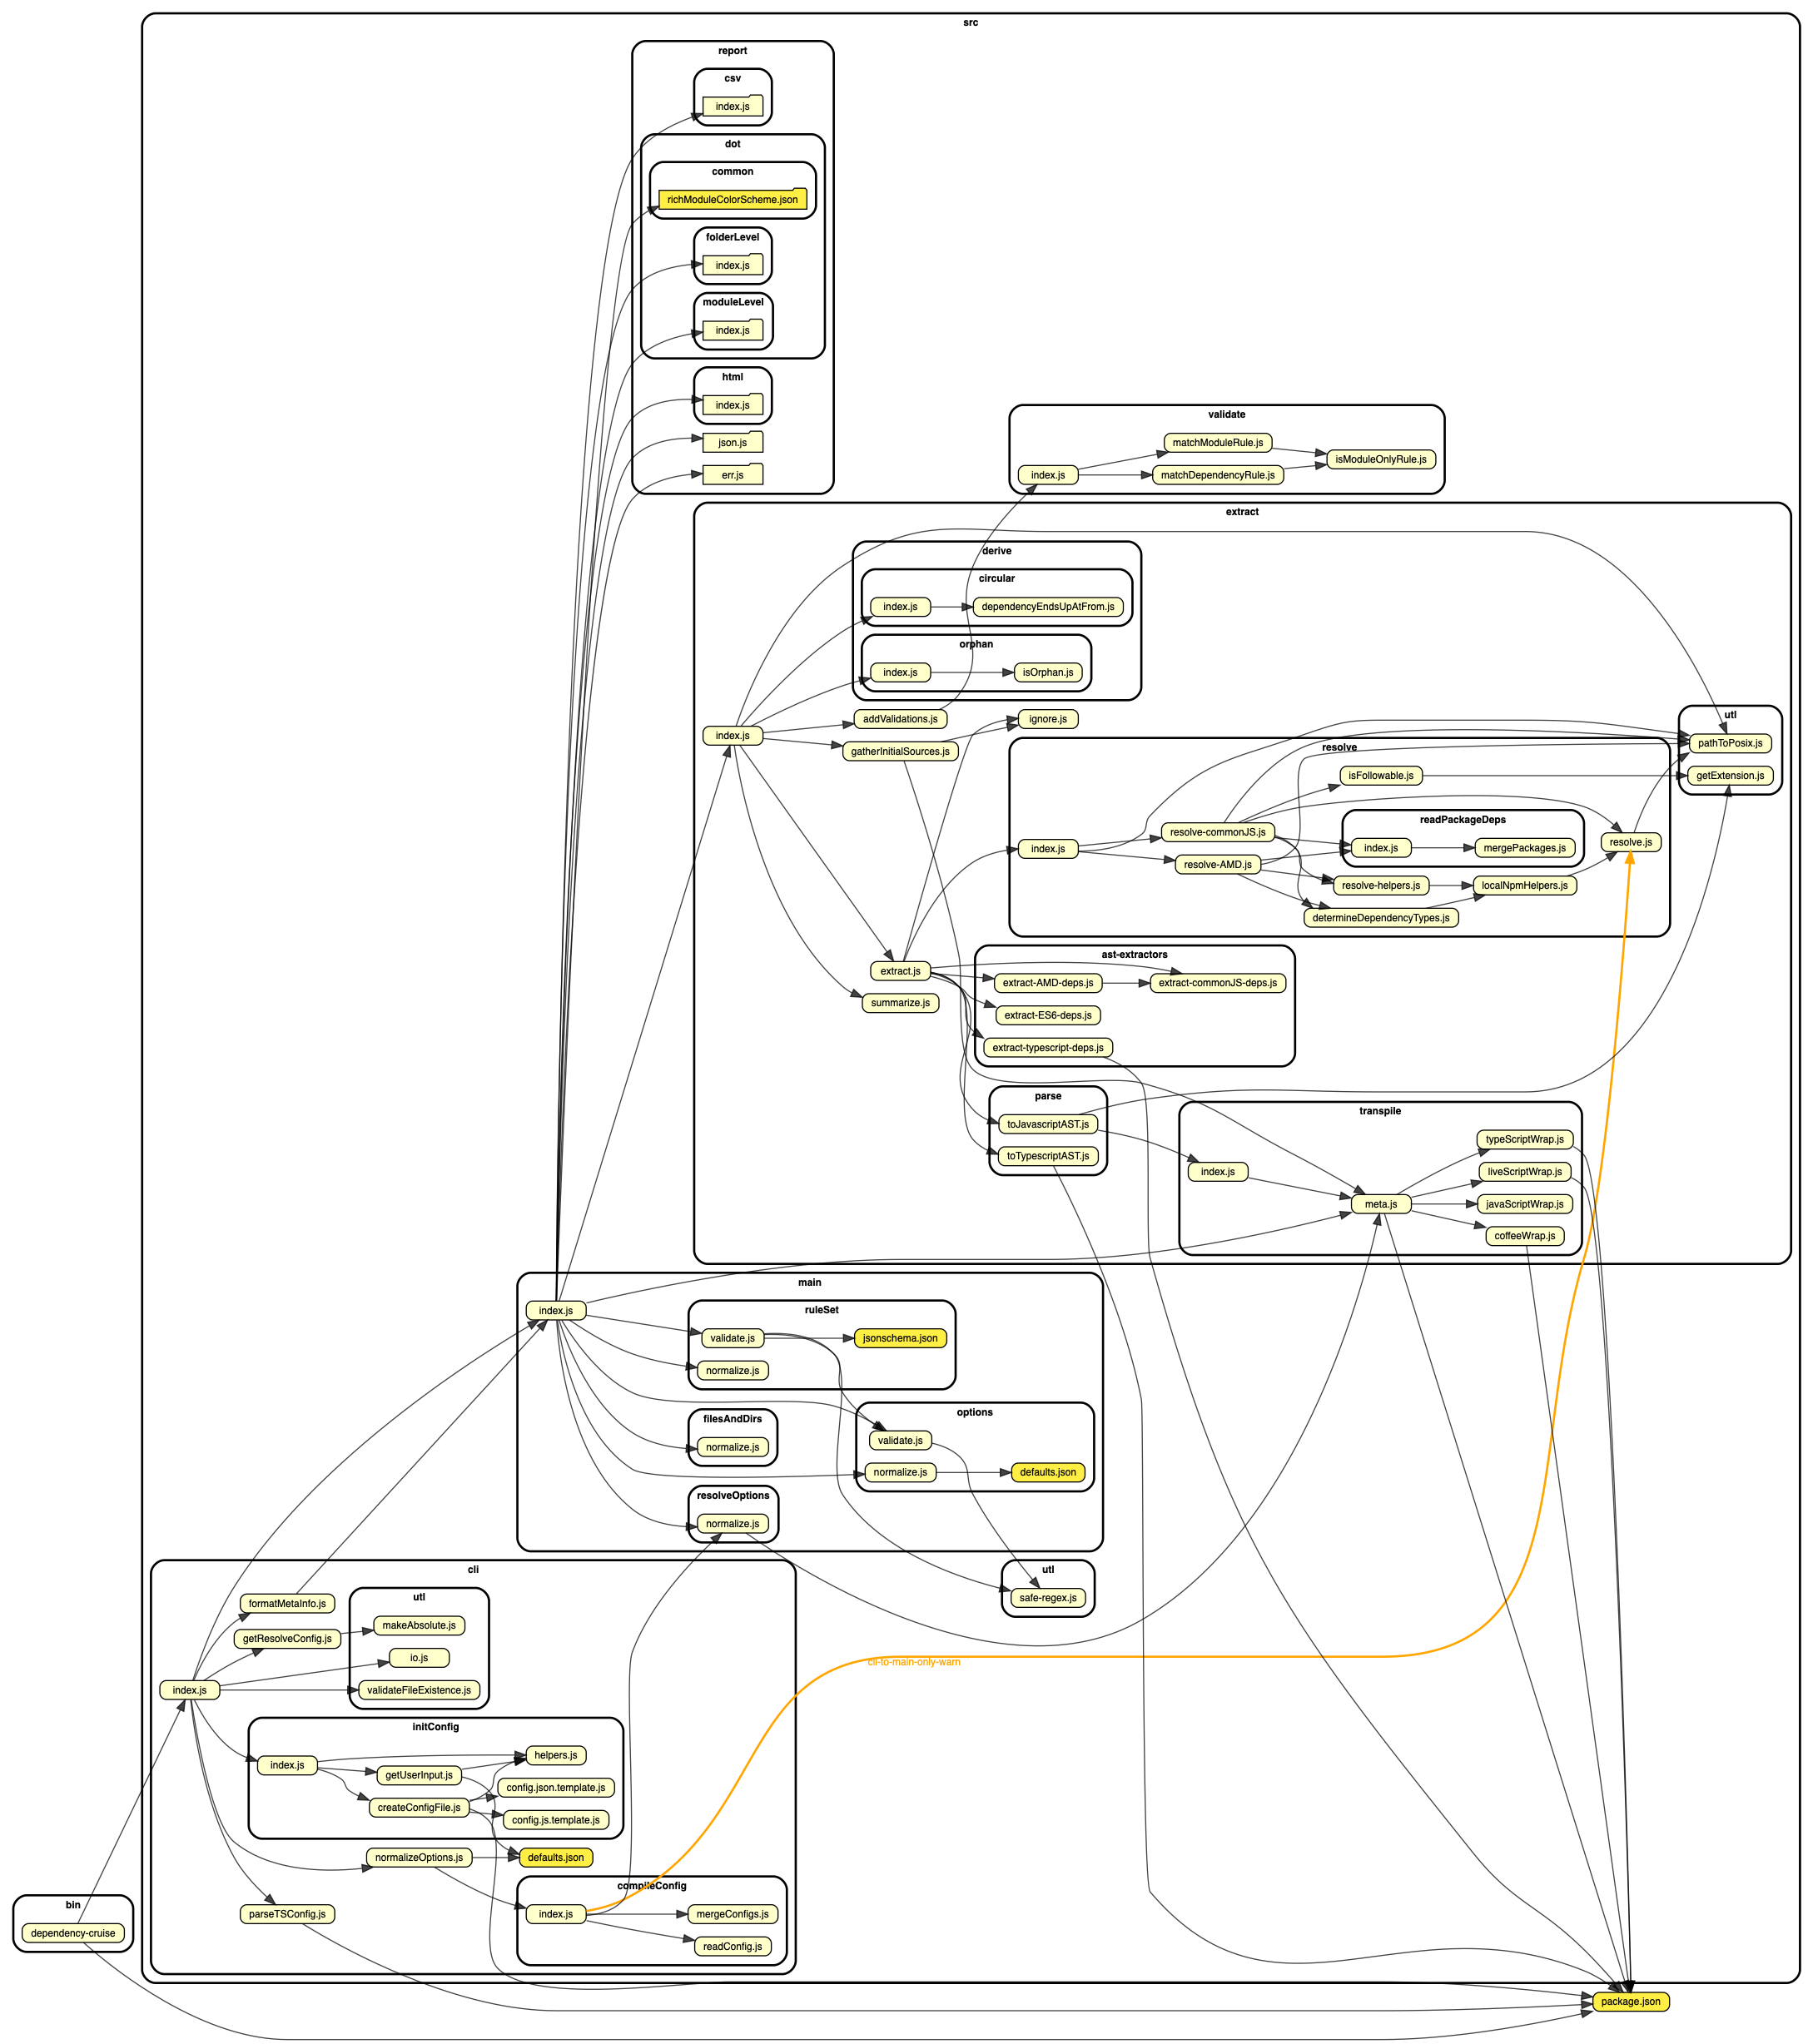 src
report
csv
index.js
dot
common
richModuleColorScheme.json
folderLevel
index.js
moduleLevel
index.js
html
index.js
json.js
err.js
validate
matchModuleRule.js
isModuleOnlyRule.js
index.js
matchDependencyRule.js
extract
derive
circular
index.js
dependencyEndsUpAtFrom.js
orphan
index.js
isOrphan.js
addValidations.js
ignore.js
index.js
gatherInitialSources.js
utl
pathToPosix.js
getExtension.js
resolve
isFollowable.js
readPackageDeps
resolve-commonJS.js
index.js
index.js
mergePackages.js
resolve.js
resolve-AMD.js
resolve-helpers.js
localNpmHelpers.js
determineDependencyTypes.js
extract.js
summarize.js
ast-extractors
extract-AMD-deps.js
extract-commonJS-deps.js
extract-ES6-deps.js
extract-typescript-deps.js
parse
toJavascriptAST.js
toTypescriptAST.js
transpile
typeScriptWrap.js
index.js
liveScriptWrap.js
meta.js
javaScriptWrap.js
coffeeWrap.js
main
index.js
ruleSet
validate.js
jsonschema.json
normalize.js
filesAndDirs
normalize.js
options
validate.js
normalize.js
defaults.json
resolveOptions
normalize.js
utl
safe-regex.js
cli
formatMetaInfo.js
utl
makeAbsolute.js
getResolveConfig.js
io.js
index.js
validateFileExistence.js
cli-to-main-only-warn
initConfig
helpers.js
index.js
getUserInput.js
config.json.template.js
createConfigFile.js
config.js.template.js
normalizeOptions.js
defaults.json
compileConfig
parseTSConfig.js
index.js
mergeConfigs.js
readConfig.js
bin
dependency-cruise
package.json